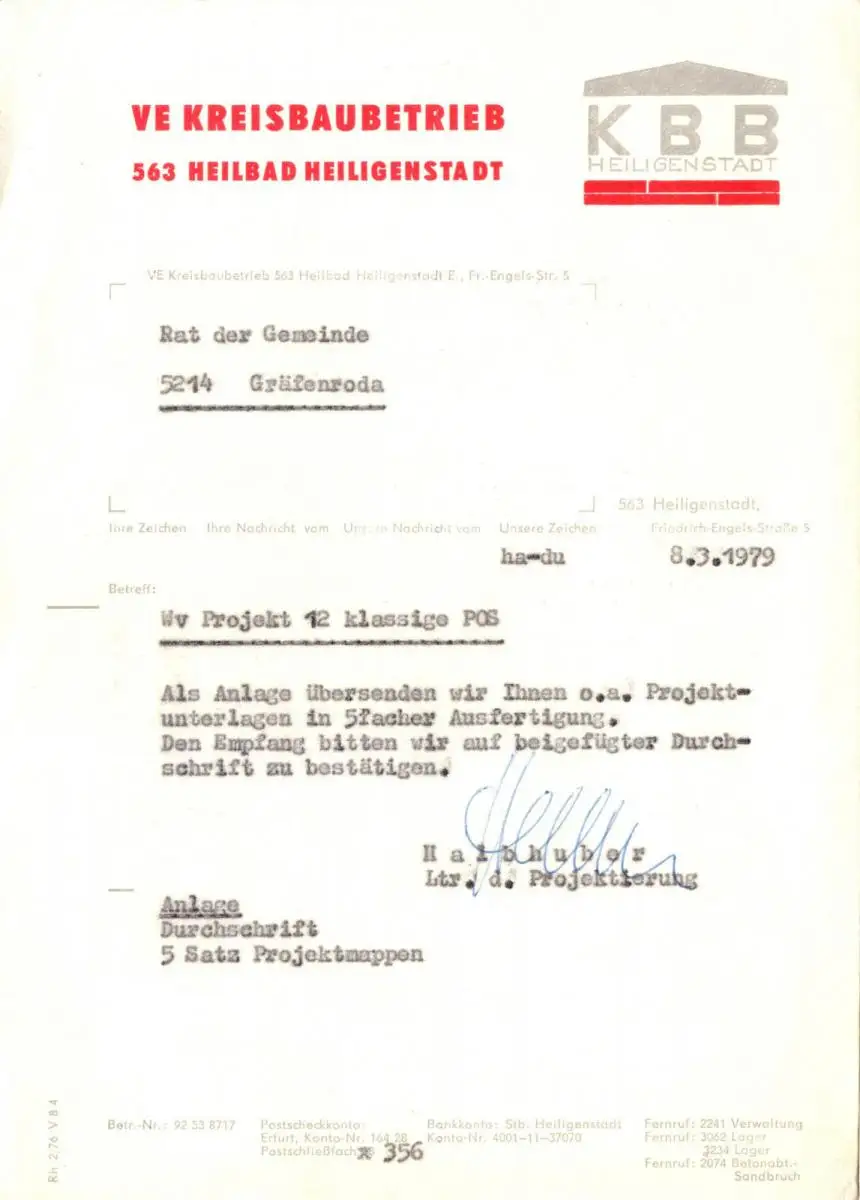 VE KREISBAUBETRIEB
563 HEILBAD HEILIGENSTADT
KBB
HEILIGENSTADT
VE Kreisbaubetrieb 563 Heilbad Heiligenstadt E., Fr.-Engels-Str. 5
Rat der Gemeinde
5214 Gräfenroda
563 Heiligenstadt,
Friedrich-Engels-Straße 5
Ihre Zeichen Ihre Nachricht vom Unsere Nachricht vom Unsere Zeichen
ha-du 8.3.1979
Betreff:
Wv Projekt 12 klassige POS
Als Anlage übersenden wir Ihnen o.a. Projekt-
unterlagen in 5facher Ausfertigung.
Den Empfang bitten wir auf beigefügter Durch-
schrift zu bestätigen.
H a l b h u b e r
Ltr. d. Projektierung
Anlage
Durchschrift
5 Satz Projektmappen
Betr.-Nr.: 92 53 8717
Postscheckkonto:
Erfurt, Konto-Nr. 164 28
Postschließfach 356
Bankkonto: Stb. Heiligenstadt
Konto-Nr. 4001-11-37070
Fernruf: 2241 Verwaltung
Fernruf: 3062 Lager
3234 Lager
Fernruf: 2074 Betonabt.-
Sandbruch
Rh. 2,76 V 8 4